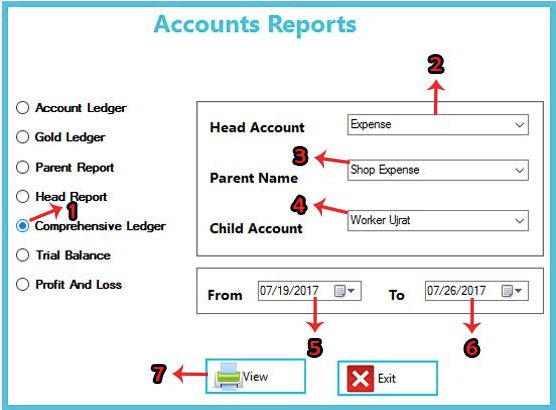 Accounts Reports
2
Account Ledger
Gold Ledger
Parent Report
Head Report
1
Comprehensive Ledger
Trial Balance
Profit And Loss
Head Account
Expense
3
Parent Name
Shop Expense
4
Child Account
Worker Ujrat
From
07/19/2017
To
07/26/2017
5
6
7
View
Exit